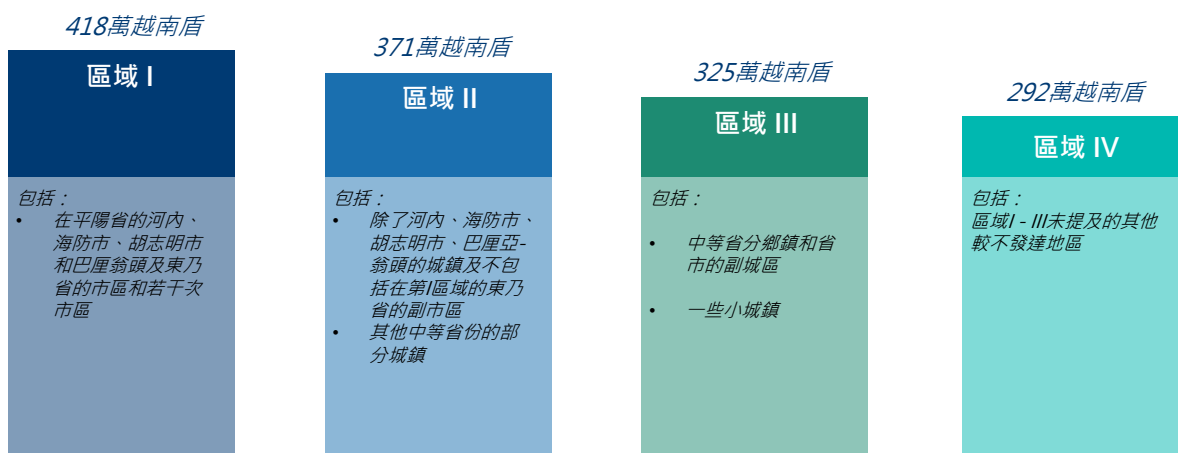 418萬越南盾
區域 I
包括：
• 在平陽省的河內、
海防市、胡志明市
和巴厘翁頭及東乃
省的市區和若干次
市區
371萬越南盾
區域 II
包括：
• 除了河內、海防市、
胡志明市、巴厘亞-
翁頭的城鎮及不包
括在第I區域的東乃
省的副市區
• 其他中等省份的部
分城鎮
325萬越南盾
區域 III
包括：
• 中等省分鄉鎮和省
市的副城區
• 一些小城鎮
292萬越南盾
區域 IV
包括：
區域I - III未提及的其他
較不發達地區